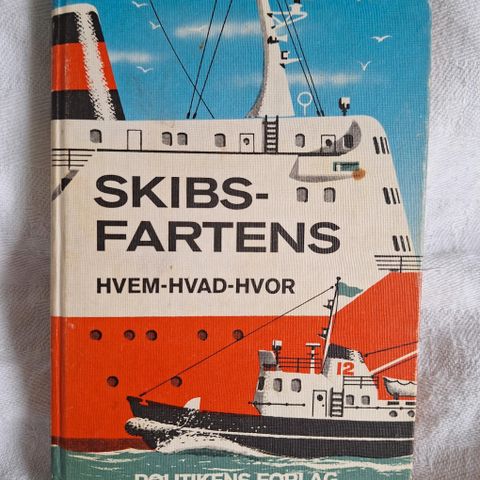 SKIBS-
FARTENS
HVEM-HVAD-HVOR
12
POLITIKENS FORLAG